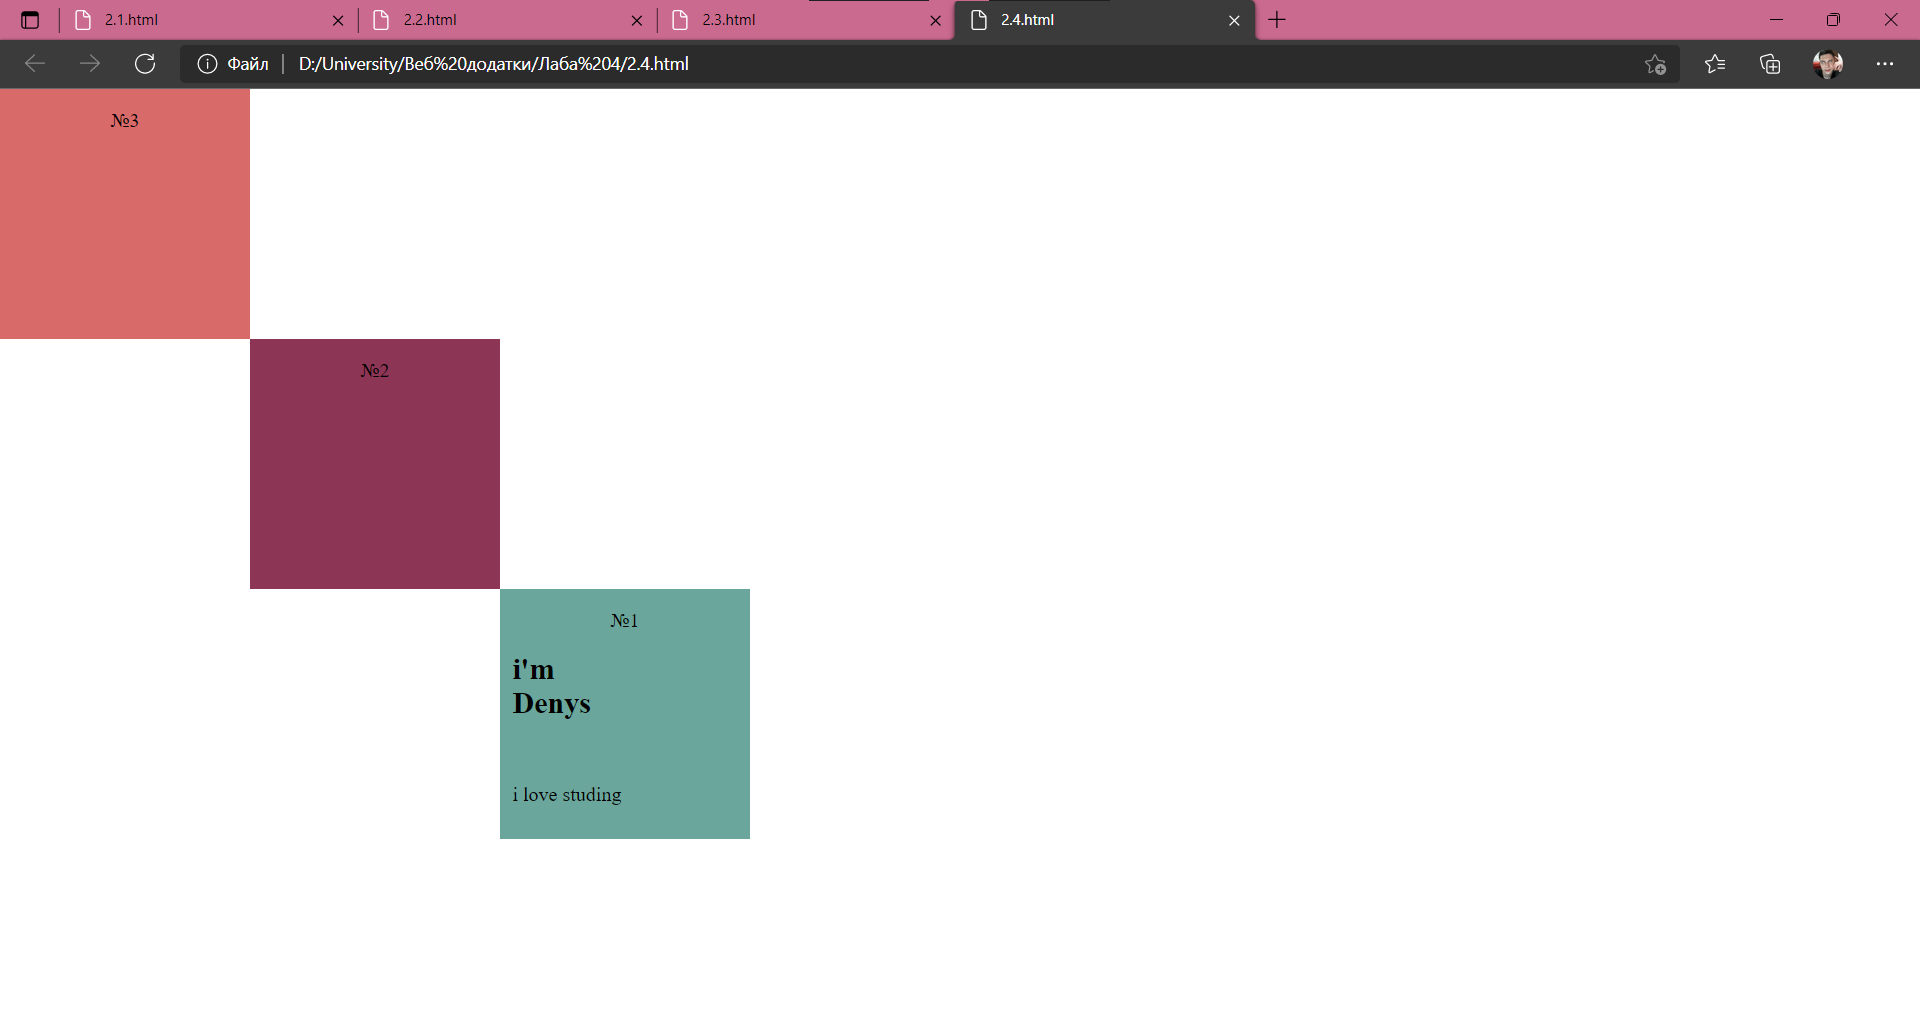 2.1.html
2.2.html
2.3.html
2.4.html
Файл
D:/University/Веб%20додатки/Лаба%204/2.4.html
№3
№2
№1
i'm
Denys
i love studing